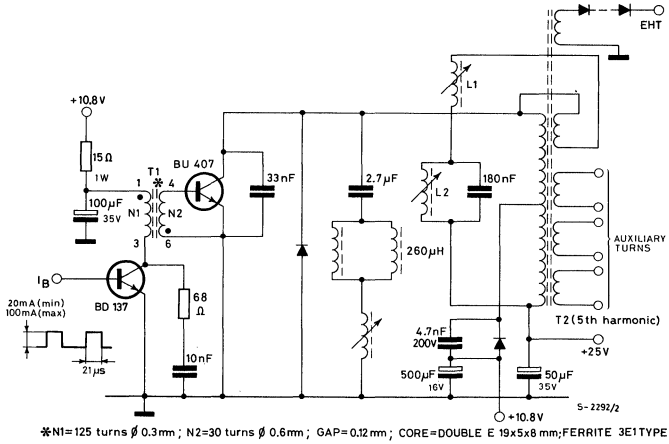 EHT
L1
+10.8V
15Ω
1W
T1
*
BU 407
1
4
N1
N2
3
6
100µF
35V
33nF
2.7µF
L2
180nF
260µH
AUXILIARY
TURNS
IB
20mA(min)
100mA(max)
21µs
BD 137
68
Ω
10nF
4.7nF
200V
500µF
16V
50µF
35V
T2(5th harmonic)
+25V
+10.8V
S-2292/2
*N1=125 turns ∅ 0.3mm; N2=30 turns ∅ 0.6mm; GAP=0.12mm; CORE=DOUBLE E 19x5x8mm; FERRITE 3E1 TYPE